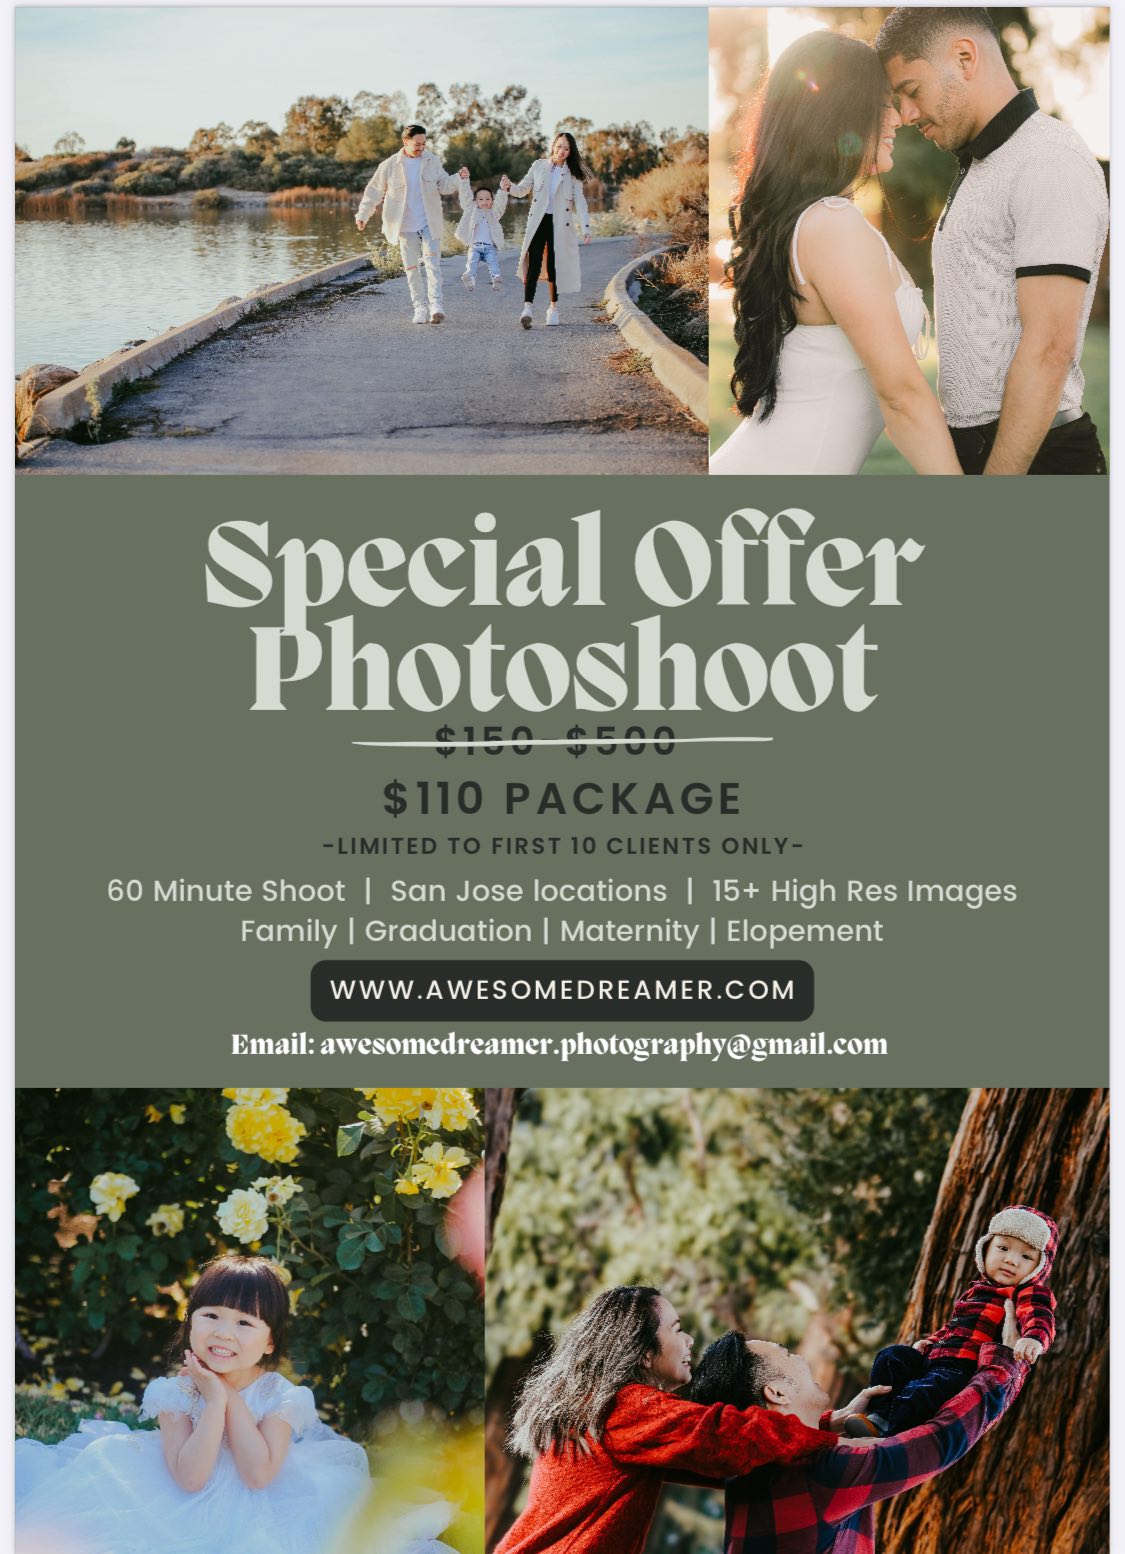 Special Offer
Photoshoot
$150-$500
$110 PACKAGE
-LIMITED TO FIRST 10 CLIENTS ONLY-
60 Minute Shoot | San Jose locations | 15+ High Res Images
Family | Graduation | Maternity | Elopement
WWW.AWESOMEDREAMER.COM
Email: awesomedreamer.photography@gmail.com